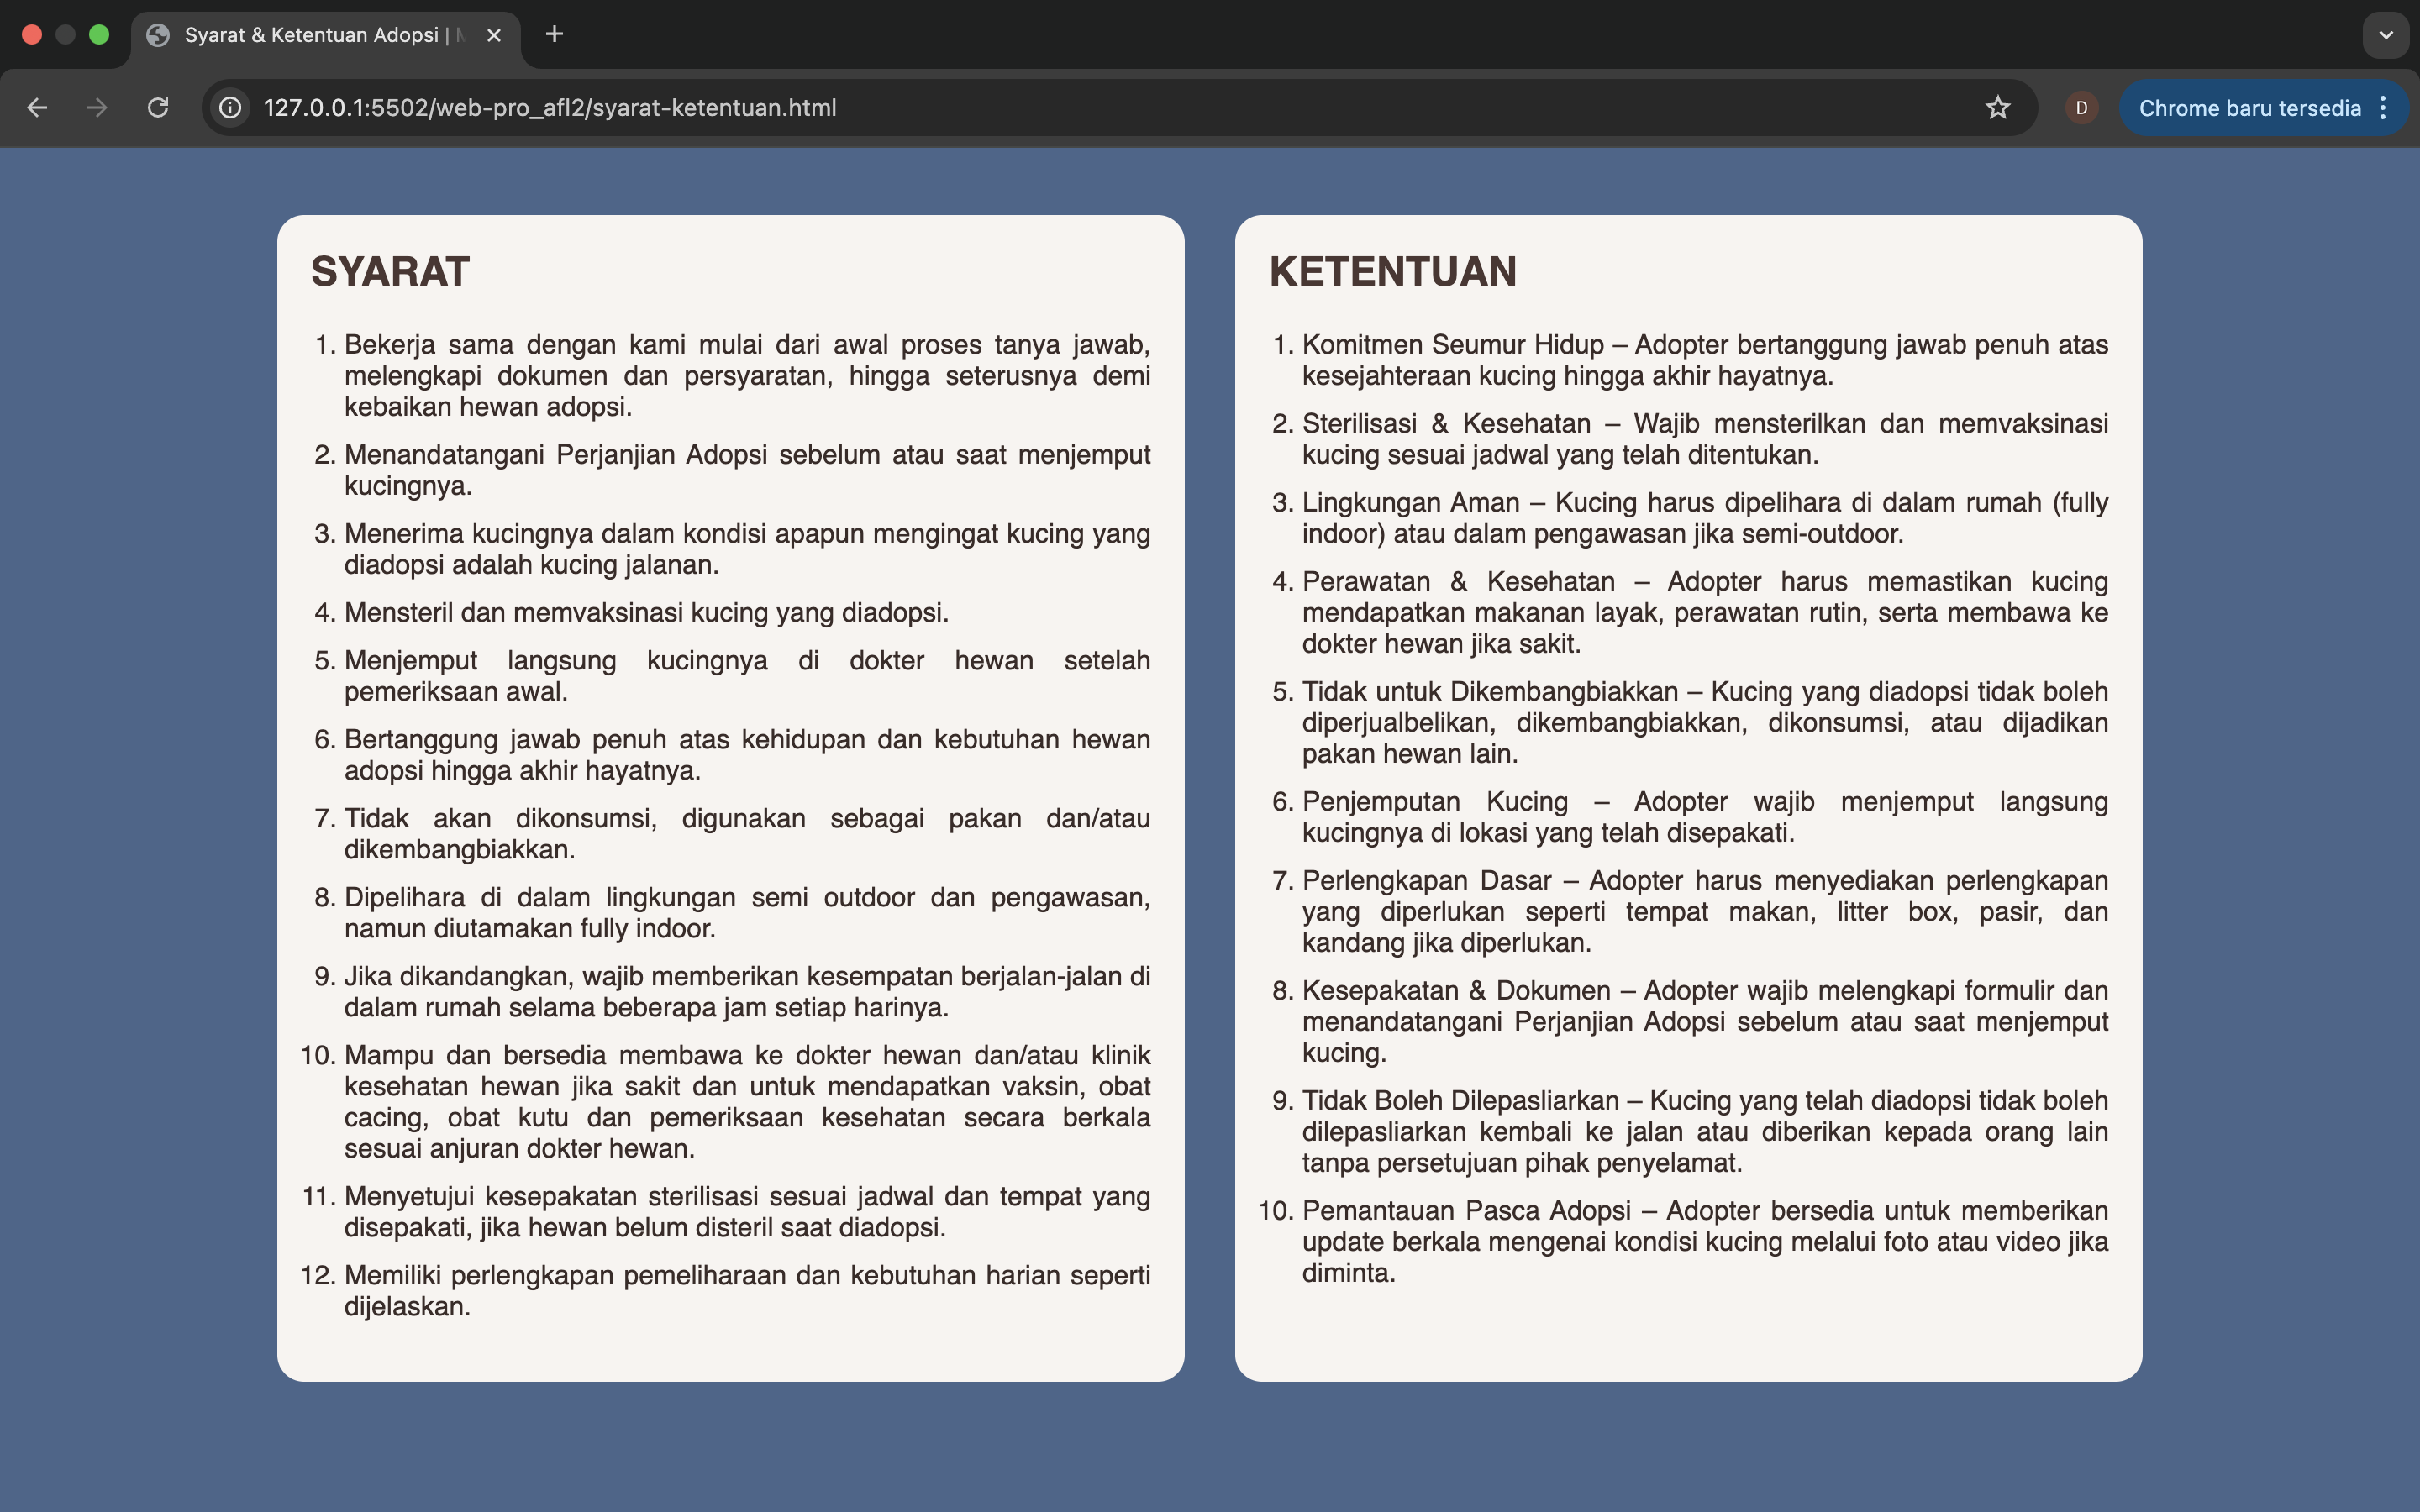 Syarat & Ketentuan Adopsi |
127.0.0.1:5502/web-pro_afl2/syarat-ketentuan.html
D
Chrome baru tersedia
SYARAT
1. Bekerja sama dengan kami mulai dari awal proses tanya jawab,
melengkapi dokumen dan persyaratan, hingga seterusnya demi
kebaikan hewan adopsi.
2. Menandatangani Perjanjian Adopsi sebelum atau saat menjemput
kucingnya.
3. Menerima kucingnya dalam kondisi apapun mengingat kucing yang
diadopsi adalah kucing jalanan.
4. Mensteril dan memvaksinasi kucing yang diadopsi.
5. Menjemput langsung kucingnya di dokter hewan setelah
pemeriksaan awal.
6. Bertanggung jawab penuh atas kehidupan dan kebutuhan hewan
adopsi hingga akhir hayatnya.
7. Tidak akan dikonsumsi, digunakan sebagai pakan dan/atau
dikembangbiakkan.
8. Dipelihara di dalam lingkungan semi outdoor dan pengawasan,
namun diutamakan fully indoor.
9. Jika dikandangkan, wajib memberikan kesempatan berjalan-jalan di
dalam rumah selama beberapa jam setiap harinya.
10. Mampu dan bersedia membawa ke dokter hewan dan/atau klinik
kesehatan hewan jika sakit dan untuk mendapatkan vaksin, obat
cacing, obat kutu dan pemeriksaan kesehatan secara berkala
sesuai anjuran dokter hewan.
11. Menyetujui kesepakatan sterilisasi sesuai jadwal dan tempat yang
disepakati, jika hewan belum disteril saat diadopsi.
12. Memiliki perlengkapan pemeliharaan dan kebutuhan harian seperti
dijelaskan.
KETENTUAN
1. Komitmen Seumur Hidup – Adopter bertanggung jawab penuh atas
kesejahteraan kucing hingga akhir hayatnya.
2. Sterilisasi & Kesehatan – Wajib mensterilkan dan memvaksinasi
kucing sesuai jadwal yang telah ditentukan.
3. Lingkungan Aman – Kucing harus dipelihara di dalam rumah (fully
indoor) atau dalam pengawasan jika semi-outdoor.
4. Perawatan & Kesehatan – Adopter harus memastikan kucing
mendapatkan makanan layak, perawatan rutin, serta membawa ke
dokter hewan jika sakit.
5. Tidak untuk Dikembangbiakkan – Kucing yang diadopsi tidak boleh
diperjualbelikan, dikembangbiakkan, dikonsumsi, atau dijadikan
pakan hewan lain.
6. Penjemputan Kucing – Adopter wajib menjemput langsung
kucingnya di lokasi yang telah disepakati.
7. Perlengkapan Dasar – Adopter harus menyediakan perlengkapan
yang diperlukan seperti tempat makan, litter box, pasir, dan
kandang jika diperlukan.
8. Kesepakatan & Dokumen – Adopter wajib melengkapi formulir dan
menandatangani Perjanjian Adopsi sebelum atau saat menjemput
kucing.
9. Tidak Boleh Dilepasliarkan – Kucing yang telah diadopsi tidak boleh
dilepasliarkan kembali ke jalan atau diberikan kepada orang lain
tanpa persetujuan pihak penyelamat.
10. Pemantauan Pasca Adopsi – Adopter bersedia untuk memberikan
update berkala mengenai kondisi kucing melalui foto atau video jika
diminta.